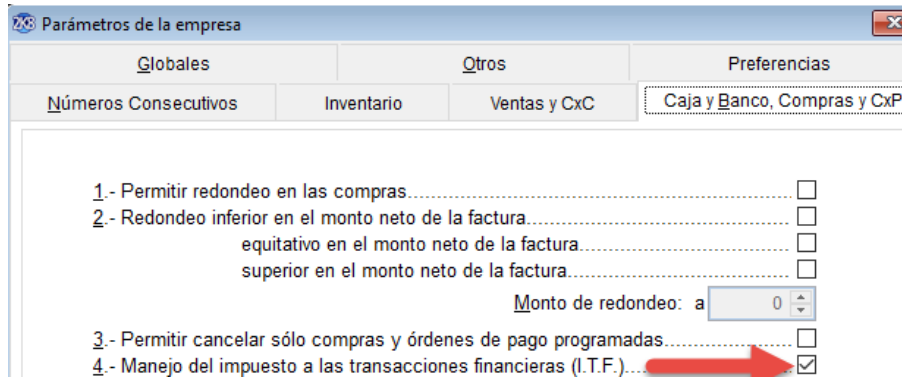 2K8 Parámetros de la empresa
Globales Otros Preferencias
Números Consecutivos Inventario Ventas y CxC Caja y Banco, Compras y CxP
1.- Permitir redondeo en las compras
2.- Redondeo inferior en el monto neto de la factura
equitativo en el monto neto de la factura
superior en el monto neto de la factura
Monto de redondeo: a 0
3.- Permitir cancelar sólo compras y órdenes de pago programadas
4.- Manejo del impuesto a las transacciones financieras (I.T.F.)